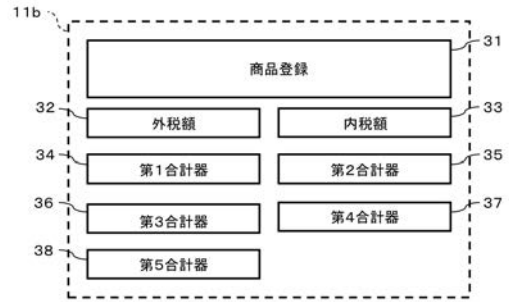 11b
31
商品登録
32
33
外税額
内税額
34
35
第1合計器
第2合計器
36
37
第3合計器
第4合計器
38
第5合計器